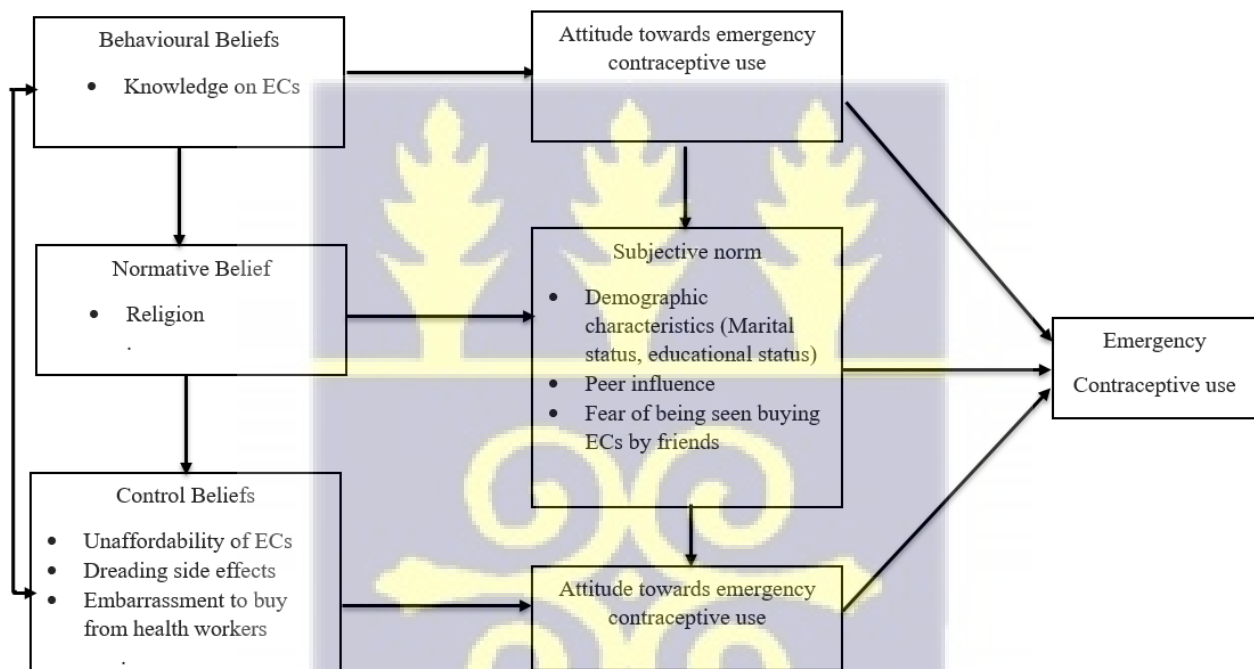 Behavioural Beliefs
• Knowledge on ECs
Attitude towards emergency
contraceptive use
Normative Belief
• Religion
.
Subjective norm
• Demographic
characteristics (Marital
status, educational status)
• Peer influence
• Fear of being seen buying
ECs by friends
Emergency
Contraceptive use
Control Beliefs
• Unaffordability of ECs
• Dreading side effects
• Embarrassment to buy
from health workers
.
Attitude towards emergency
contraceptive use